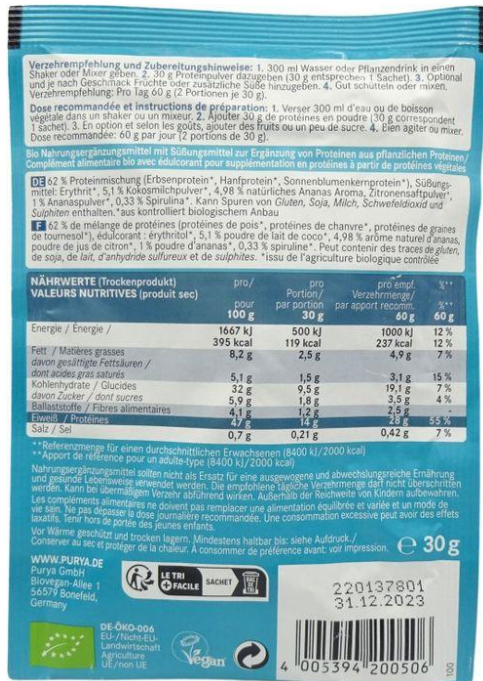 Verzehrempfehlung und Zubereitungshinweise: 1. 300 ml Wasser oder Pflanzendrink in einen
Shaker oder Mixer geben. 2. 30 g Proteinpulver dazugeben (30 g entsprechen 1 Sachet). 3. Optional
und je nach Geschmack Früchte oder zusätzliche Süße hinzugeben. 4. Gut schütteln oder mixen.
Verzehrempfehlung: Pro Tag 60 g (2 Portionen je 30 g).
Dose recommandée et instructions de préparation: 1. Verser 300 ml d'eau ou de boisson
végétale dans un shaker ou un mixeur. 2. Ajouter 30 g de protéines en poudre (30 g correspondent
1 sachet). 3. En option et selon les goûts, ajouter des fruits ou un peu de sucre. 4. Bien agiter ou mixer.
Dose recommandée: 60 g par jour (2 portions de 30 g).
Bio Nahrungsergänzungsmittel mit Süßungsmittel zur Ergänzung von Proteinen aus pflanzlichen Proteinen/
Complément alimentaire bio avec édulcorant pour supplémentation en protéines à partir de protéines végétales
DE 62 % Proteinmischung (Erbsenprotein*, Hanfprotein*, Sonnenblumenkernprotein*), Süßungs-
mittel: Erythrit*, 5,1 % Kokosmilchpulver*, 4,98 % natürliches Ananas Aroma, Zitronensaftpulver*,
1 % Ananaspulver*, 0,33 % Spirulina*. Kann Spuren von Gluten, Soja, Milch, Schwefeldioxid und
Sulphiten enthalten. *aus kontrolliert biologischem Anbau
F 62 % de mélange de protéines (protéines de pois*, protéines de chanvre*, protéines de graines
de tournesol*), édulcorant : erythritol*, 5,1 % poudre de lait de coco*, 4,98 % arôme naturel d'ananas,
poudre de jus de citron*, 1 % poudre d'ananas*, 0,33 % spiruline*. Peut contenir des traces de gluten,
de soja, de lait, d'anhydride sulfureux et de sulphites. *issu de l'agriculture biologique contrôlée
NÄHRWERTE (Trockenprodukt) pro/ pro pro empf. %**
VALEURS NUTRITIVES (produit sec) Portion/ Verzehrmenge/
pour par portion par apport recomm. %**
100 g 30 g 60 g 60 g
Energie / Énergie / 1667 kJ 500 kJ 1000 kJ 12 %
395 kcal 119 kcal 237 kcal 12 %
Fett / Matières grasses 8,2 g 2,5 g 4,9 g 7 %
davon gesättigte Fettsäuren /
dont acides gras saturés 5,1 g 1,5 g 3,1 g 15 %
Kohlenhydrate / Glucides 32 g 9,5 g 19,1 g 7 %
davon Zucker / dont sucres 5,9 g 1,8 g 3,5 g 4 %
Ballaststoffe / Fibres alimentaires 4,1 g 1,2 g 2,5 g -
Eiweiß / Protéines 47 g 14 g 28 g 55 %
Salz / Sel 0,7 g 0,21 g 0,42 g 7 %
**Referenzmenge für einen durchschnittlichen Erwachsenen (8400 kJ/2000 kcal)
**Apport de référence pour un adulte-type (8400 kJ/2000 kcal)
Nahrungsergänzungsmittel sollten nicht als Ersatz für eine ausgewogene und abwechslungsreiche Ernährung
und gesunde Lebensweise verwendet werden. Die empfohlene tägliche Verzehrmenge darf nicht überschritten
werden. Kann bei übermäßigem Verzehr abführend wirken. Außerhalb der Reichweite von Kindern aufbewahren.
Les compléments alimentaires ne doivent pas remplacer une alimentation équilibrée et variée et un mode de
vie sain. Ne pas dépasser la dose journalière recommandée. Une consommation excessive peut avoir des effets
laxatifs. Tenir hors de portée des jeunes enfants.
Vor Wärme geschützt und trocken lagern. Mindestens haltbar bis: siehe Aufdruck./
Conserver au sec et protéger de la chaleur. À consommer de préférence avant: voir impression.
e 30 g
WWW.PURYA.DE
Purya GmbH
Biovegan-Allee 1
56579 Bonefeld,
Germany
LE TRI
+ FACILE
SACHET
220137801
31.12.2023
DE-ÖKO-006
EU-/Nicht-EU-
Landwirtschaft
Agriculture
UE/non UE
Vegan
4 005394 200506
100